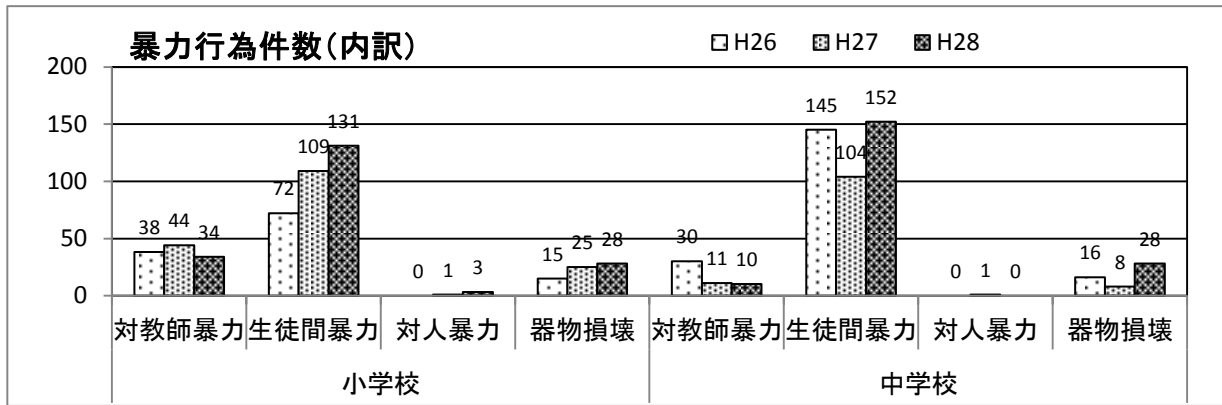 暴力行為件数(内訳)
H26 H27 H28
200
150
100
50
0
38 44 34 72 109 131 0 1 3 15 25 28 30 11 10 145 104 152 0 1 0 16 8 28
対教師暴力 生徒間暴力 対人暴力 器物損壊 対教師暴力 生徒間暴力 対人暴力 器物損壊
小学校 中学校